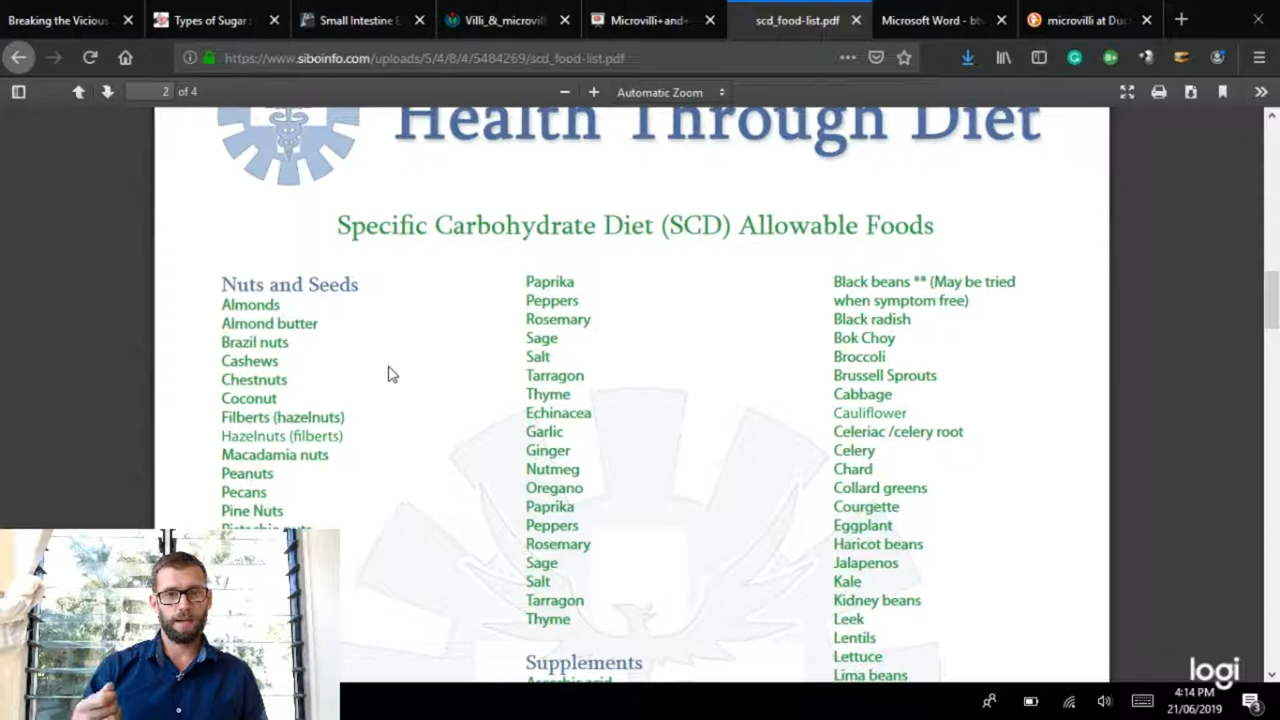 Breaking the Vicious
Types of Sugar
Small Intestine E
Villi_&_microvilli
Microvilli+and+
scd_food-list.pdf
Microsoft Word - bt
microvilli at Du
https://www.siboinfo.com/uploads/5/4/8/4/5484269/scd_food-list.pdf
2 of 4
Automatic Zoom
Health Through Diet
Specific Carbohydrate Diet (SCD) Allowable Foods
Nuts and Seeds
Almonds
Almond butter
Brazil nuts
Cashews
Chestnuts
Coconut
Filberts (hazelnuts)
Hazelnuts (filberts)
Macadamia nuts
Peanuts
Pecans
Pine Nuts
Pistachio nuts
Paprika
Peppers
Rosemary
Sage
Salt
Tarragon
Thyme
Echinacea
Garlic
Ginger
Nutmeg
Oregano
Paprika
Peppers
Rosemary
Sage
Salt
Tarragon
Thyme
Supplements
Ascorbic acid
Black beans ** (May be tried
when symptom free)
Black radish
Bok Choy
Broccoli
Brussell Sprouts
Cabbage
Cauliflower
Celeriac /celery root
Celery
Chard
Collard greens
Courgette
Eggplant
Haricot beans
Jalapenos
Kale
Kidney beans
Leek
Lentils
Lettuce
Lima beans
logi
4:14 PM
21/06/2019
3